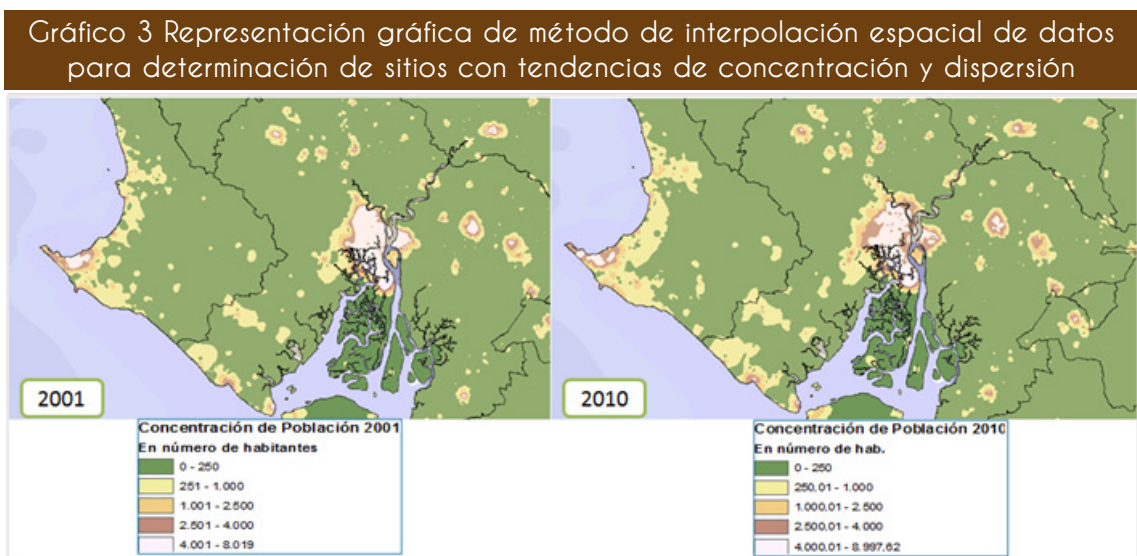 Gráfico 3 Representación gráfica de método de interpolación espacial de datos
para determinación de sitios con tendencias de concentración y dispersión
2001
2010
Concentración de Población 2001
En número de habitantes
0 - 250
251 - 1.000
1.001 - 2.500
2.501 - 4.000
4.001 - 8.019
Concentración de Población 2010
En número de hab.
0 - 250
250,01 - 1.000
1.000,01 - 2.500
2.500,01 - 4.000
4.000,01 - 8.997,62